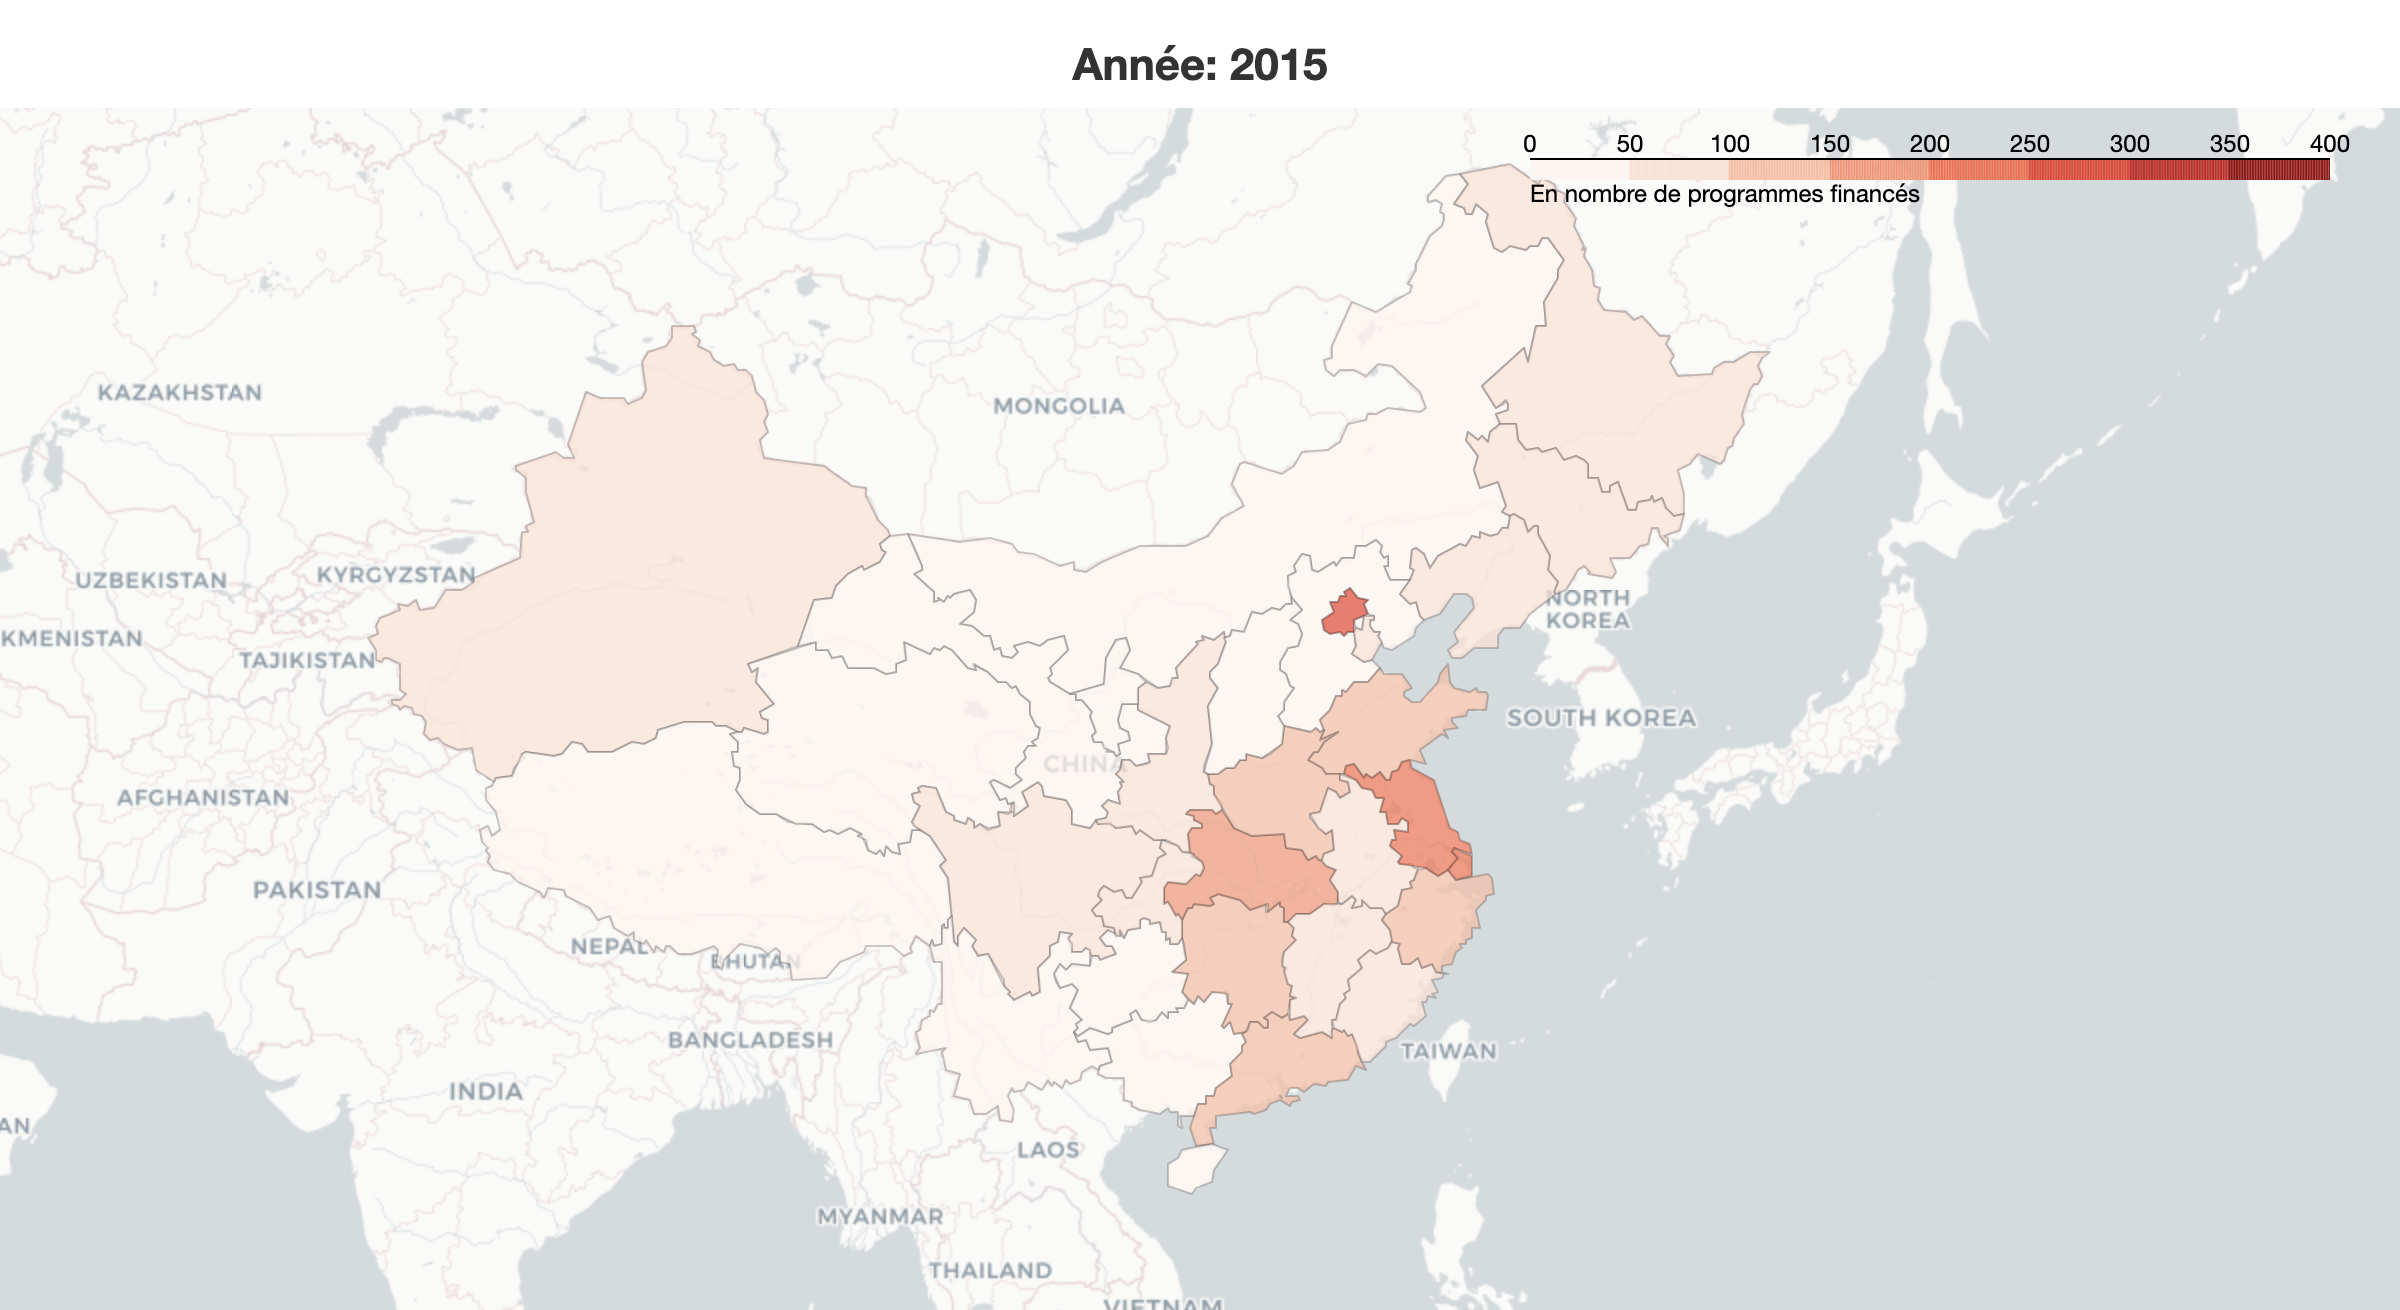 Année: 2015
0 50 100 150 200 250 300 350 400
En nombre de programmes financés
KAZAKHSTAN
MONGOLIA
UZBEKISTAN
KYRGYZSTAN
NORTH
KOREA
KMENISTAN
TAJIKISTAN
SOUTH KOREA
CHINA
AFGHANISTAN
PAKISTAN
NEPAL
BHUTAN
BANGLADESH
TAIWAN
INDIA
AN
LAOS
MYANMAR
THAILAND
VIETNAM